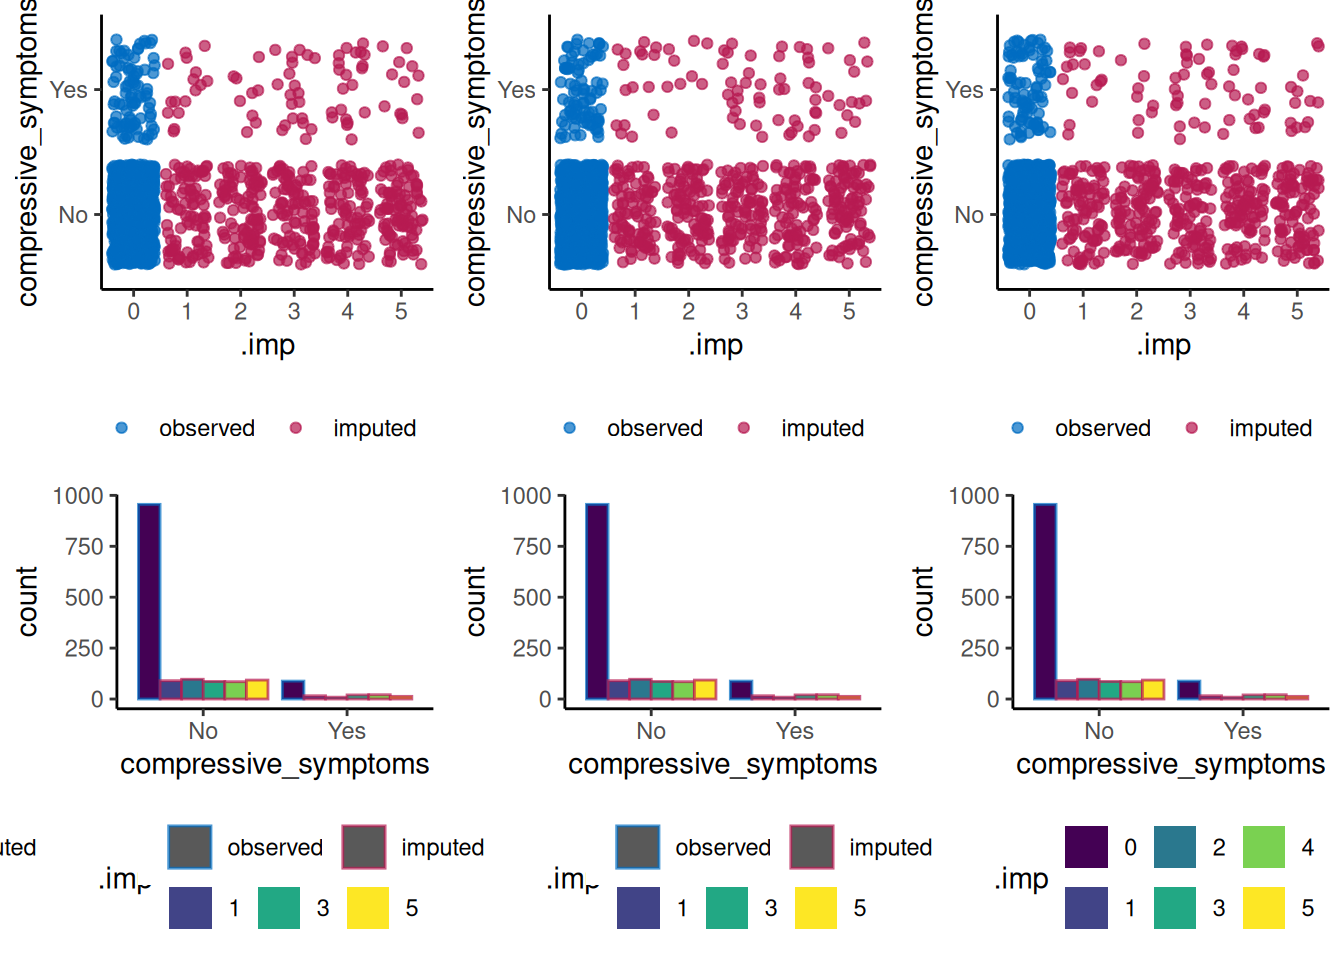 compressive_symptoms
Yes
No
0 1 2 3 4 5
.imp
observed imputed
compressive_symptoms
Yes
No
0 1 2 3 4 5
.imp
observed imputed
compressive_symptoms
Yes
No
0 1 2 3 4 5
.imp
observed imputed
count
1000
750
500
250
0
No Yes
compressive_symptoms
count
1000
750
500
250
0
No Yes
compressive_symptoms
count
1000
750
500
250
0
No Yes
compressive_symptoms
uted
observed imputed
.imp
1 3 5
observed imputed
.imp
1 3 5
0 2 4
.imp
1 3 5